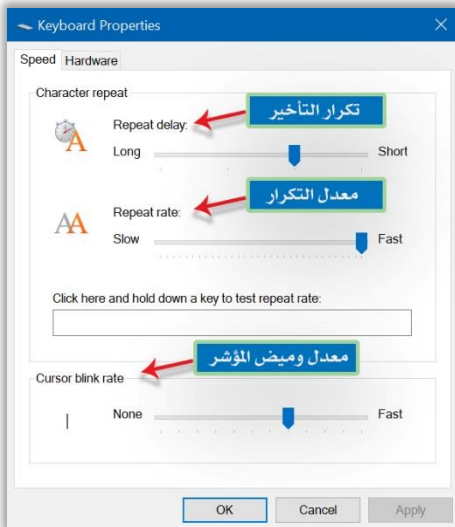 Keyboard Properties
Speed Hardware
Character repeat
تكرار التأخير
Repeat delay:
Long Short
معدل التكرار
Repeat rate:
Slow Fast
Click here and hold down a key to test repeat rate:
معدل وميض المؤشر
Cursor blink rate
None Fast
OK Cancel Apply